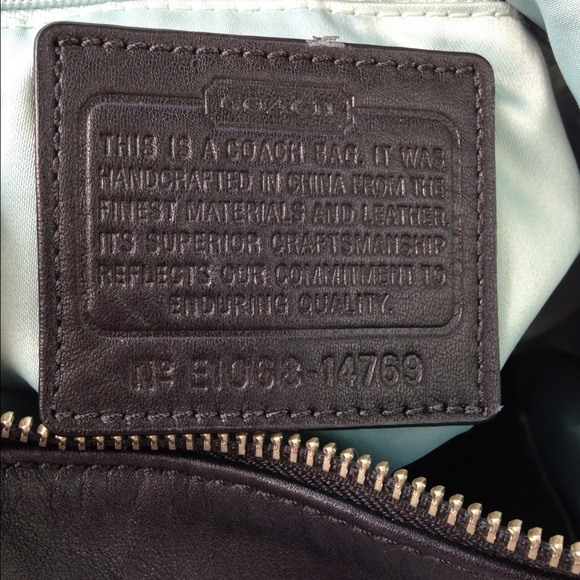 COACH
THIS IS A COACH BAG. IT WAS
HANDCRAFTED IN CHINA FROM THE
FINEST MATERIALS AND LEATHER.
ITS SUPERIOR CRAFTSMANSHIP
REFLECTS OUR COMMITMENT TO
ENDURING QUALITY.
Nº E1068-14769